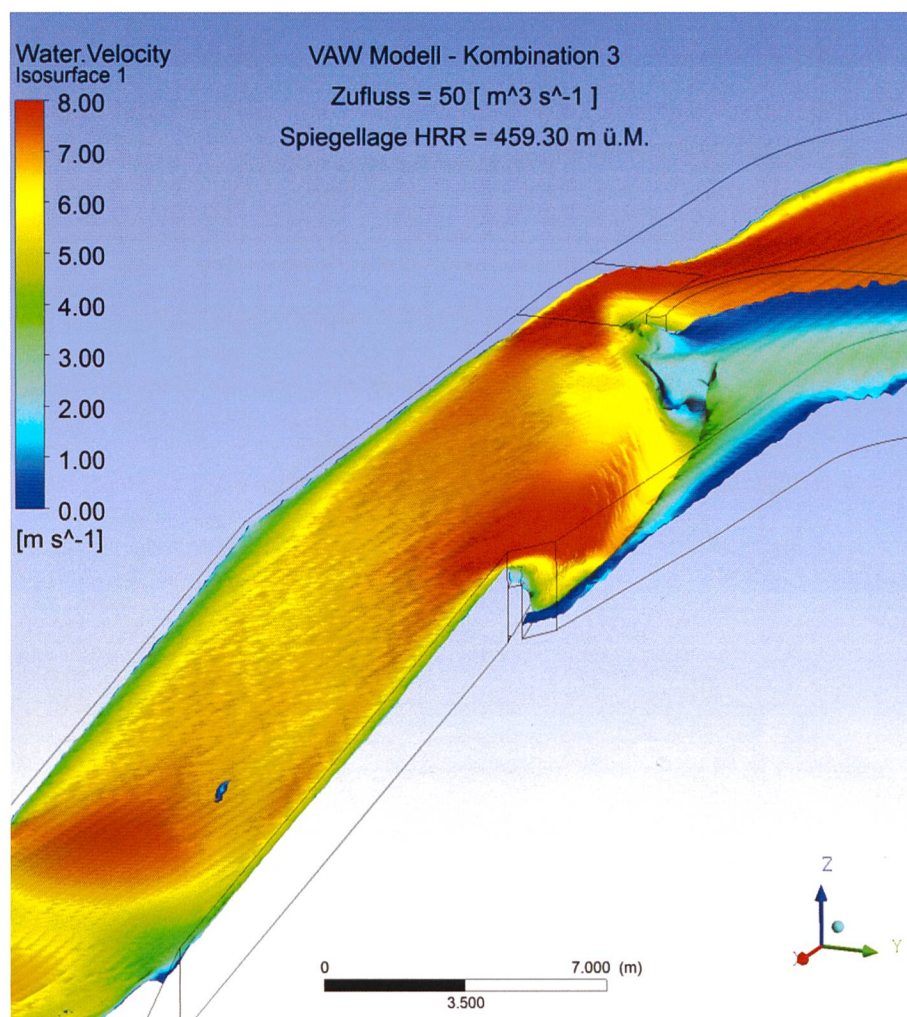 Water.Velocity
Isosurface 1
VAW Modell - Kombination 3
Zufluss = 50 [ m^3 s^-1 ]
Spiegellage HRR = 459.30 m ü.M.
8.00
7.00
6.00
5.00
4.00
3.00
2.00
1.00
0.00
[m s^-1]
Z
Y
X
0
7.000 (m)
3.500